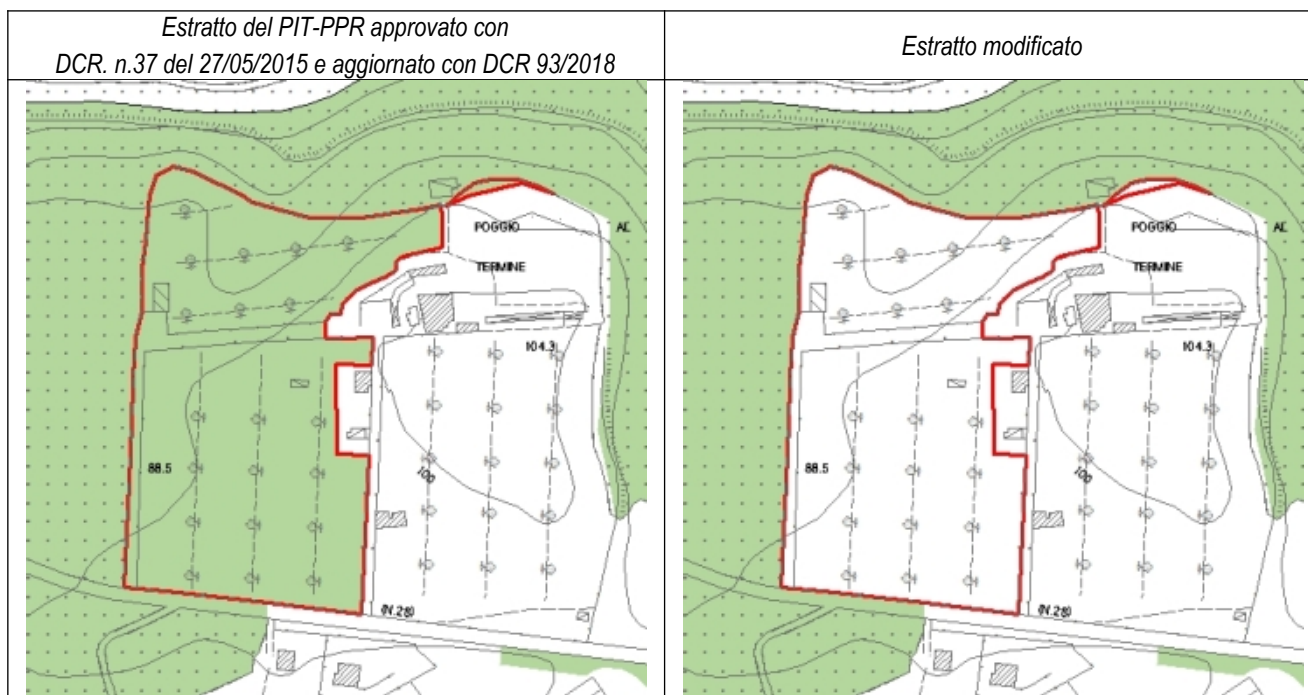 Estratto del PIT-PPR approvato con
DCR. n.37 del 27/05/2015 e aggiornato con DCR 93/2018
Estratto modificato
POGGIO
AL
TERMINE
104.3
88.5
100
(N.28)
POGGIO
AL
TERMINE
104.3
88.5
100
(N.28)